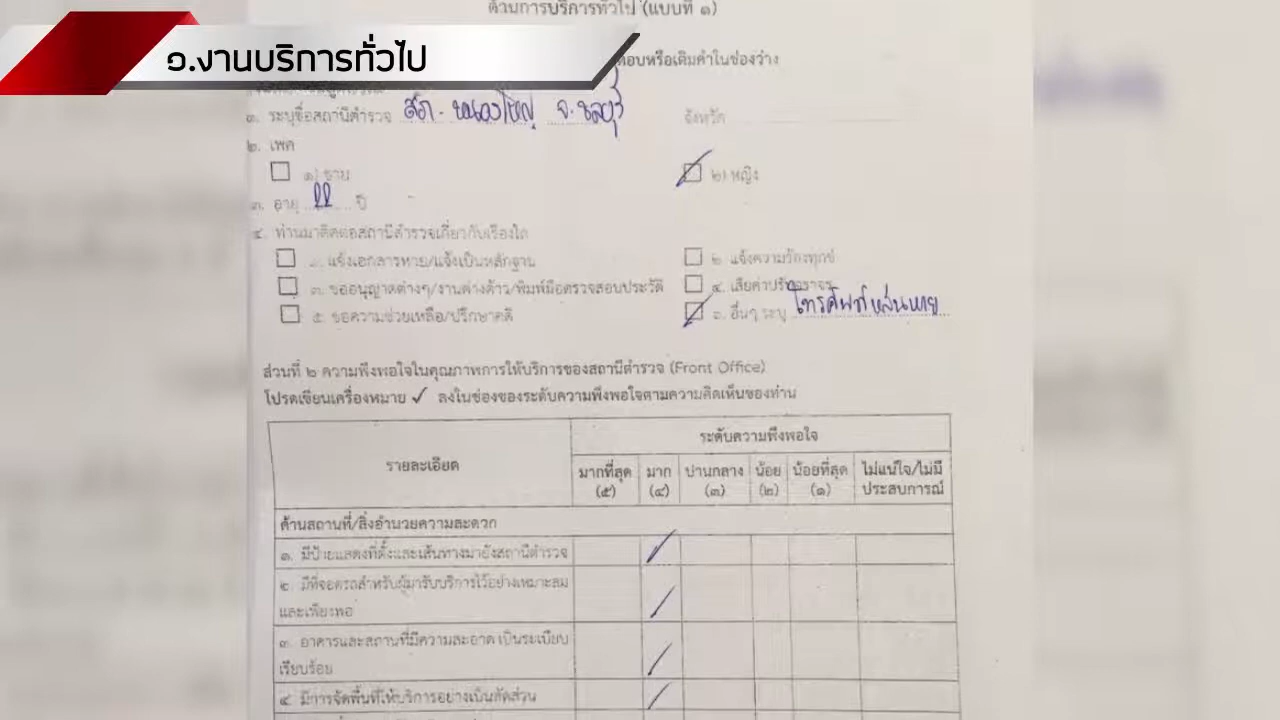 ด้านการบริการทั่วไป (แบบที่ ๑)
๑.งานบริการทั่วไป
ตอบหรือเติมคำในช่องว่าง
๑. ระบุชื่อสถานีตำรวจ สภ. หนองใหญ่ จ.ชลบุรี จังหวัด
๒. เพศ
๑) ชาย ๒) หญิง
๓. อายุ ปี
๔. ท่านมาติดต่อสถานีตำรวจเกี่ยวกับเรื่องใด
๑. แจ้งเอกสารหาย/แจ้งเป็นหลักฐาน ๒. แจ้งความร้องทุกข์
๓. ขออนุญาตต่างๆ/งานต่างด้าว/พิมพ์มือตรวจสอบประวัติ ๔. เสียค่าปรับจราจร
๕. ขอความช่วยเหลือ/ปรึกษาคดี ๖. อื่นๆ ระบุ โทรศัพท์หล่นหาย
ส่วนที่ ๒ ความพึงพอใจในคุณภาพการให้บริการของสถานีตำรวจ (Front Office)
โปรดเขียนเครื่องหมาย ✓ ลงในช่องของระดับความพึงพอใจตามความคิดเห็นของท่าน
รายละเอียด
ระดับความพึงพอใจ
มากที่สุด มาก ปานกลาง น้อย น้อยที่สุด ไม่แน่ใจ/ไม่มี
(๕) (๔) (๓) (๒) (๑) ประสบการณ์
ด้านสถานที่/สิ่งอำนวยความสะดวก
๑. มีป้ายแสดงที่ตั้งและเส้นทางมายังสถานีตำรวจ
๒. มีที่จอดรถสำหรับผู้มารับบริการไว้อย่างเหมาะสม
และเพียงพอ
๓. อาคารและสถานที่มีความสะอาด เป็นระเบียบ
เรียบร้อย
๔. มีการจัดพื้นที่ให้บริการอย่างเป็นสัดส่วน